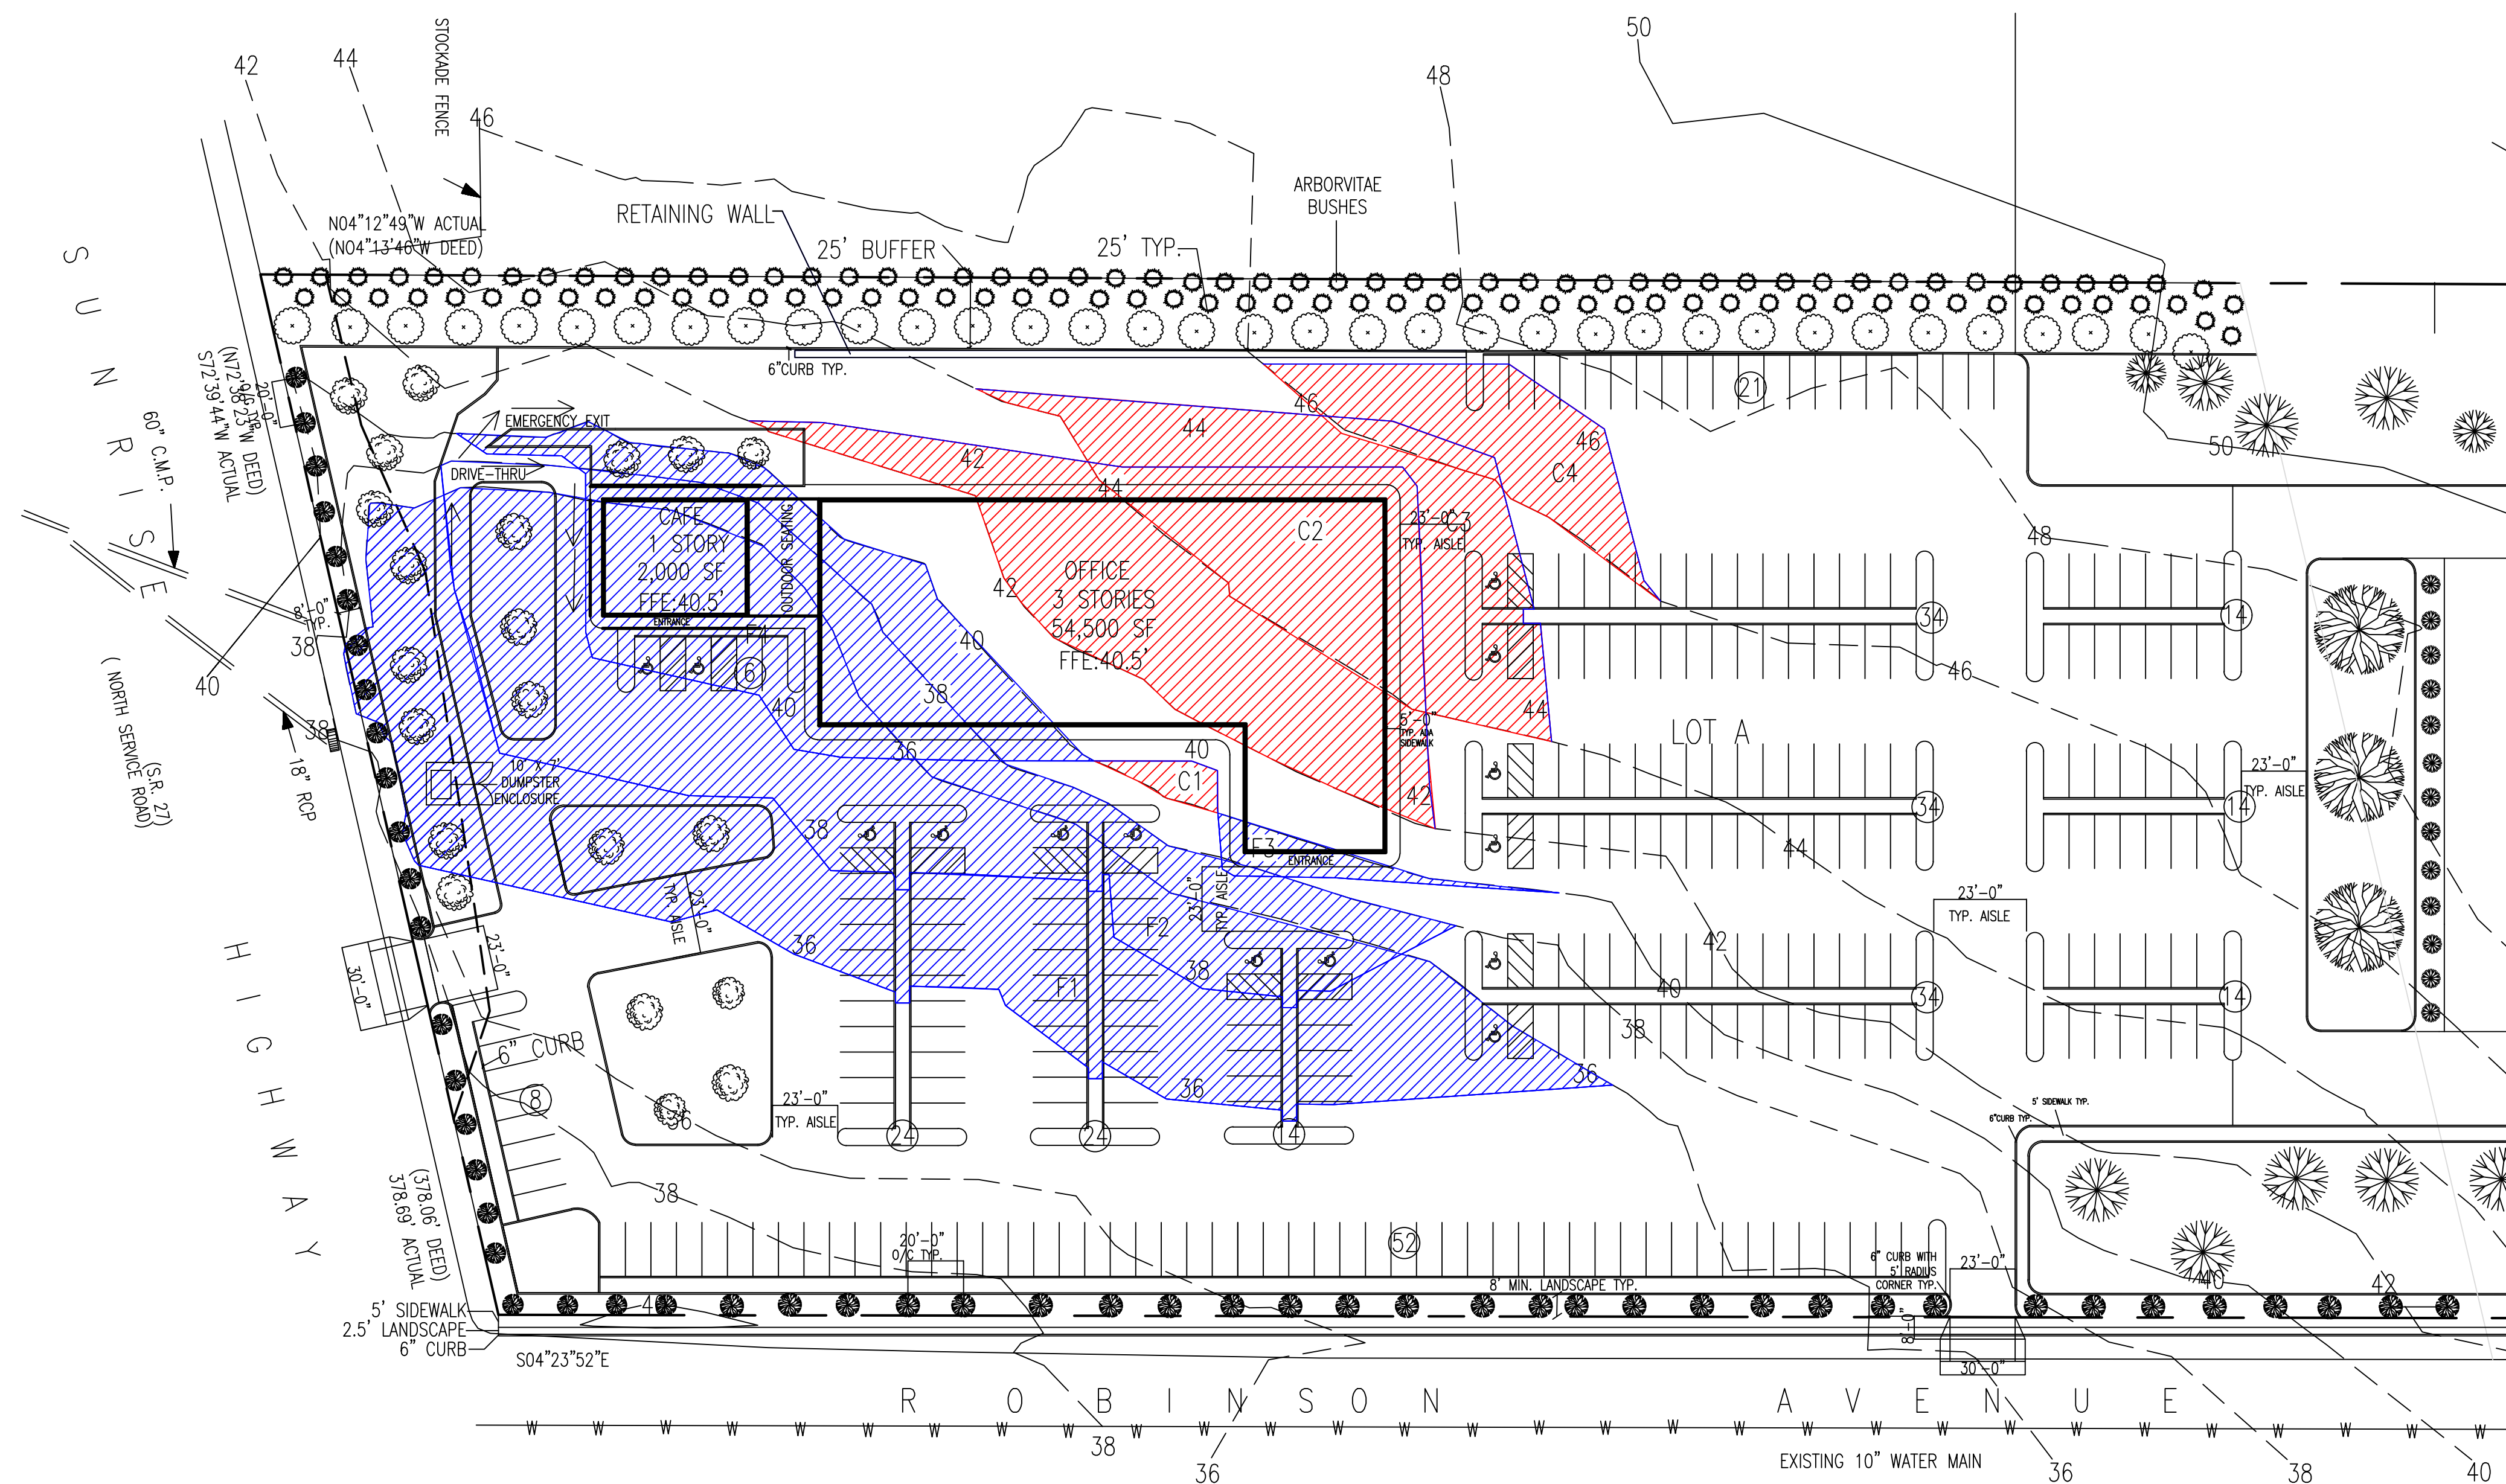 50
42
44
STOCKADE FENCE
46
48
N04"12"49"W ACTUAL
(N04"13'46"W DEED)
RETAINING WALL
25' BUFFER
25' TYP.
ARBORVITAE
BUSHES
S U N R I S E
H I G H W A Y
( NORTH SERVICE ROAD)
(S.R. 27)
(N72'38'23"W DEED)
S72'39'44"W ACTUAL
20'-0"
60" C.M.P.
6"CURB TYP.
EMERGENCY EXIT
DRIVE-THRU
CAFE
1 STORY
2,000 SF
FFE:40.5'
ENTRANCE
OUTDOOR SEATING
F4
6
40
42
44
44
46
46
C4
C3
C2
21
50
48
23'-0"
TYP. AISLE
OFFICE
3 STORIES
54,500 SF
FFE:40.5'
42
40
38
36
8'-0"
TYP.
38
40
38
18" RCP
34
14
46
44
LOT A
5'-0"
TYP. ADA
SIDEWALK
40
C1
42
10' X 7'
DUMPSTER
ENCLOSURE
38
F3
ENTRANCE
34
14
23'-0"
TYP. AISLE
44
23'-0"
TYP. AISLE
23'-0"
TYP. AISLE
23'-0"
TYP AISLE
36
F2
F1
38
42
40
38
34
14
30'-0"
23'-0"
6" CURB
8
36
36
36
23'-0"
TYP. AISLE
24
24
14
5' SIDEWALK TYP.
6"CURB TYP.
38
(378.06' DEED)
378.69' ACTUAL
20'-0"
O/C TYP.
52
8' MIN. LANDSCAPE TYP.
6" CURB WITH
5' RADIUS
CORNER TYP.
23'-0"
40
42
5' SIDEWALK
2.5' LANDSCAPE
6" CURB
S04"23"52"E
8'-0"
30'-0"
R O B I N S O N A V E N U E
W W W W W W W W W W W W W W W W W W W W W W W W W W W W W W
EXISTING 10" WATER MAIN
38
36
36
38
40